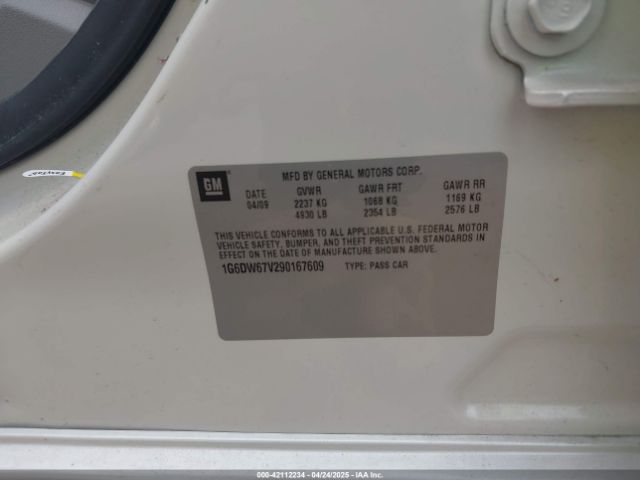 EasyTab
GM
MFD BY GENERAL MOTORS CORP.
DATE GVWR GAWR FRT GAWR RR
04/09 2237 KG 1068 KG 1169 KG
4930 LB 2354 LB 2576 LB
THIS VEHICLE CONFORMS TO ALL APPLICABLE U.S. FEDERAL MOTOR
VEHICLE SAFETY, BUMPER, AND THEFT PREVENTION STANDARDS IN
EFFECT ON THE DATE OF MANUFACTURE SHOWN ABOVE.
1G6DW67V290167609 TYPE: PASS CAR
000-42112234 - 04/24/2025 - IAA Inc.